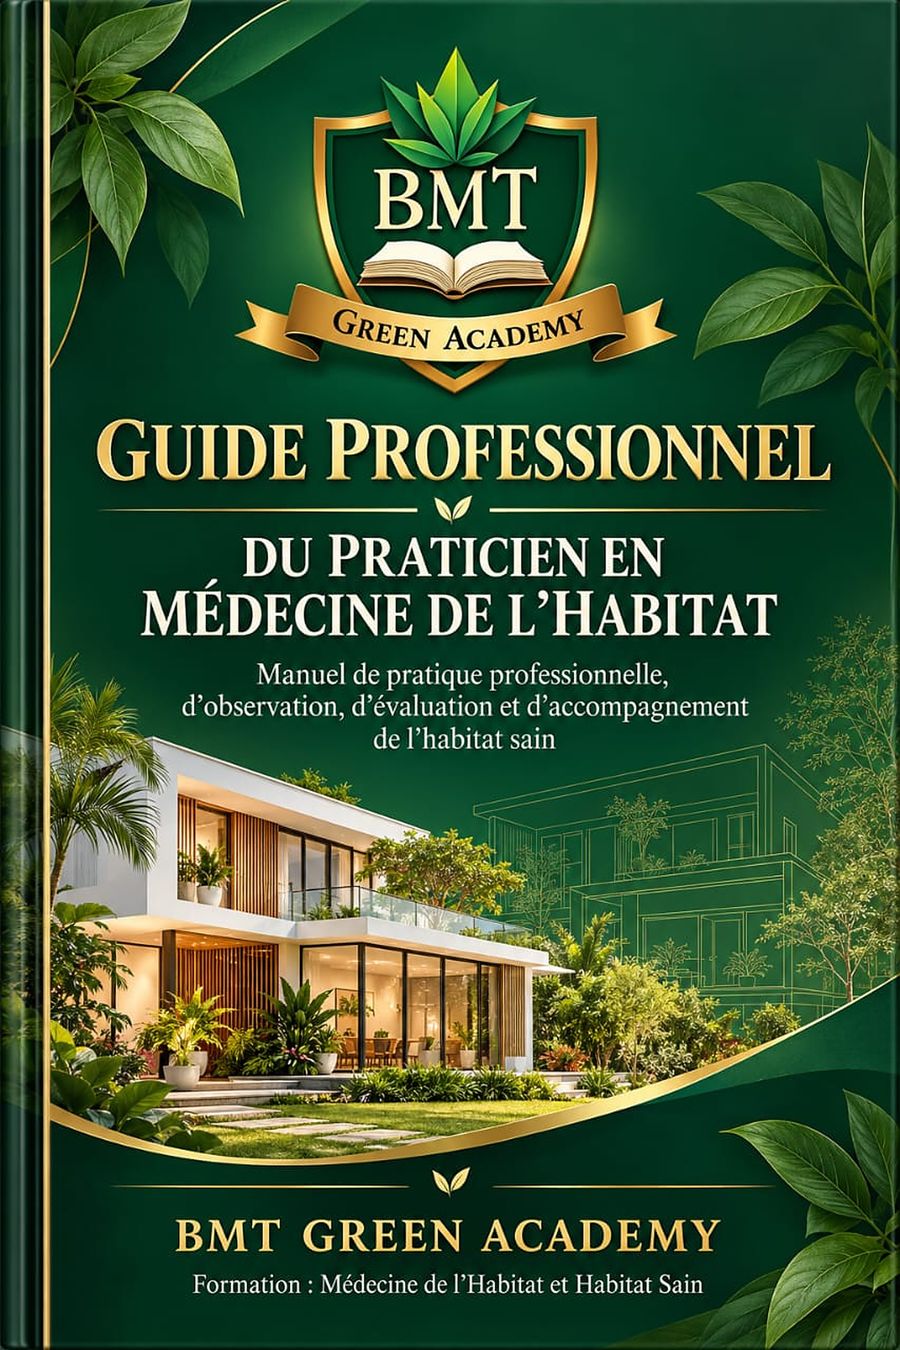 BMT
GREEN ACADEMY
GUIDE PROFESSIONNEL
DU PRATICIEN EN
MÉDECINE DE L'HABITAT
Manuel de pratique professionnelle,
d'observation, d'évaluation et d'accompagnement
de l'habitat sain
BMT GREEN ACADEMY
Formation : Médecine de l'Habitat et Habitat Sain